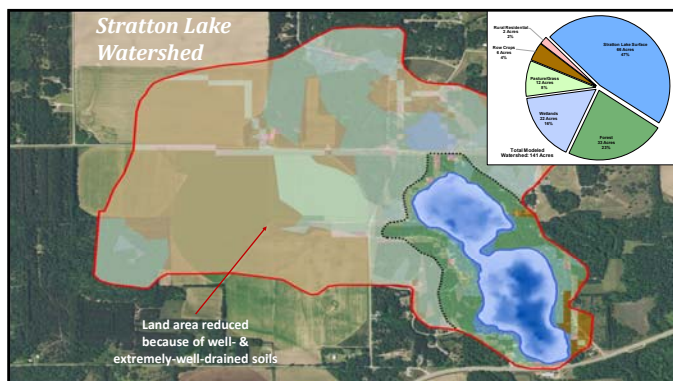 Stratton Lake
Watershed
Rural Residential
2 Acres
2%
Row Crops
6 Acres
4%
Pasture/Grass
12 Acres
8%
Wetlands
22 Acres
16%
Total Modeled
Watershed: 141 Acres
Stratton Lake Surface
66 Acres
47%
Forest
33 Acres
23%
Land area reduced
because of well- &
extremely-well-drained soils